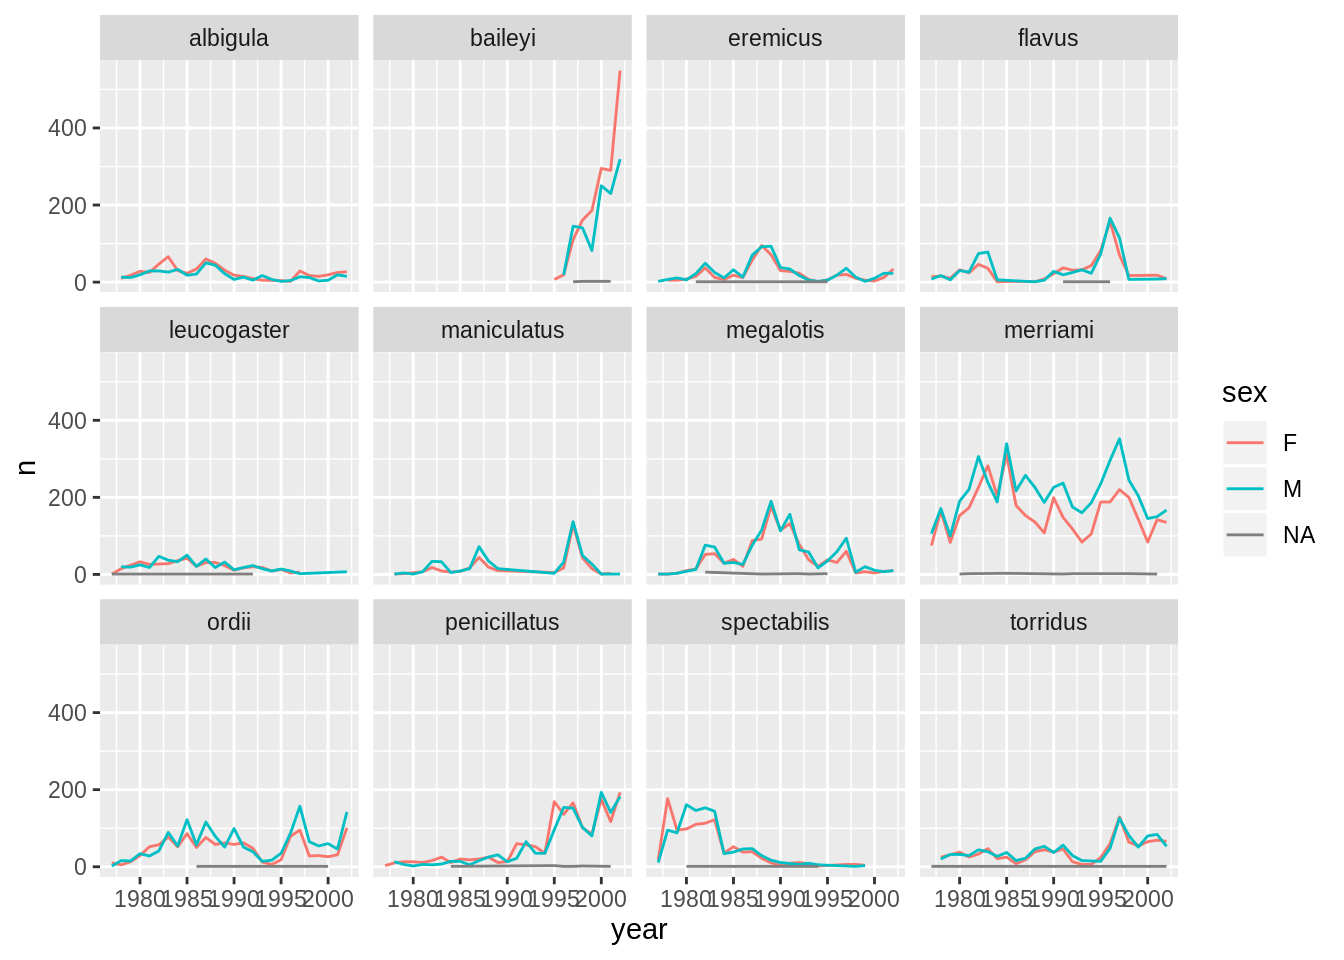 albigula baileyi eremicus flavus
400
200
0
leucogaster maniculatus megalotis merriami
400
200
0
n
sex
F
M
NA
ordii penicillatus spectabilis torridus
400
200
0
1980 1985 1990 1995 2000 1980 1985 1990 1995 2000 1980 1985 1990 1995 2000 1980 1985 1990 1995 2000
year